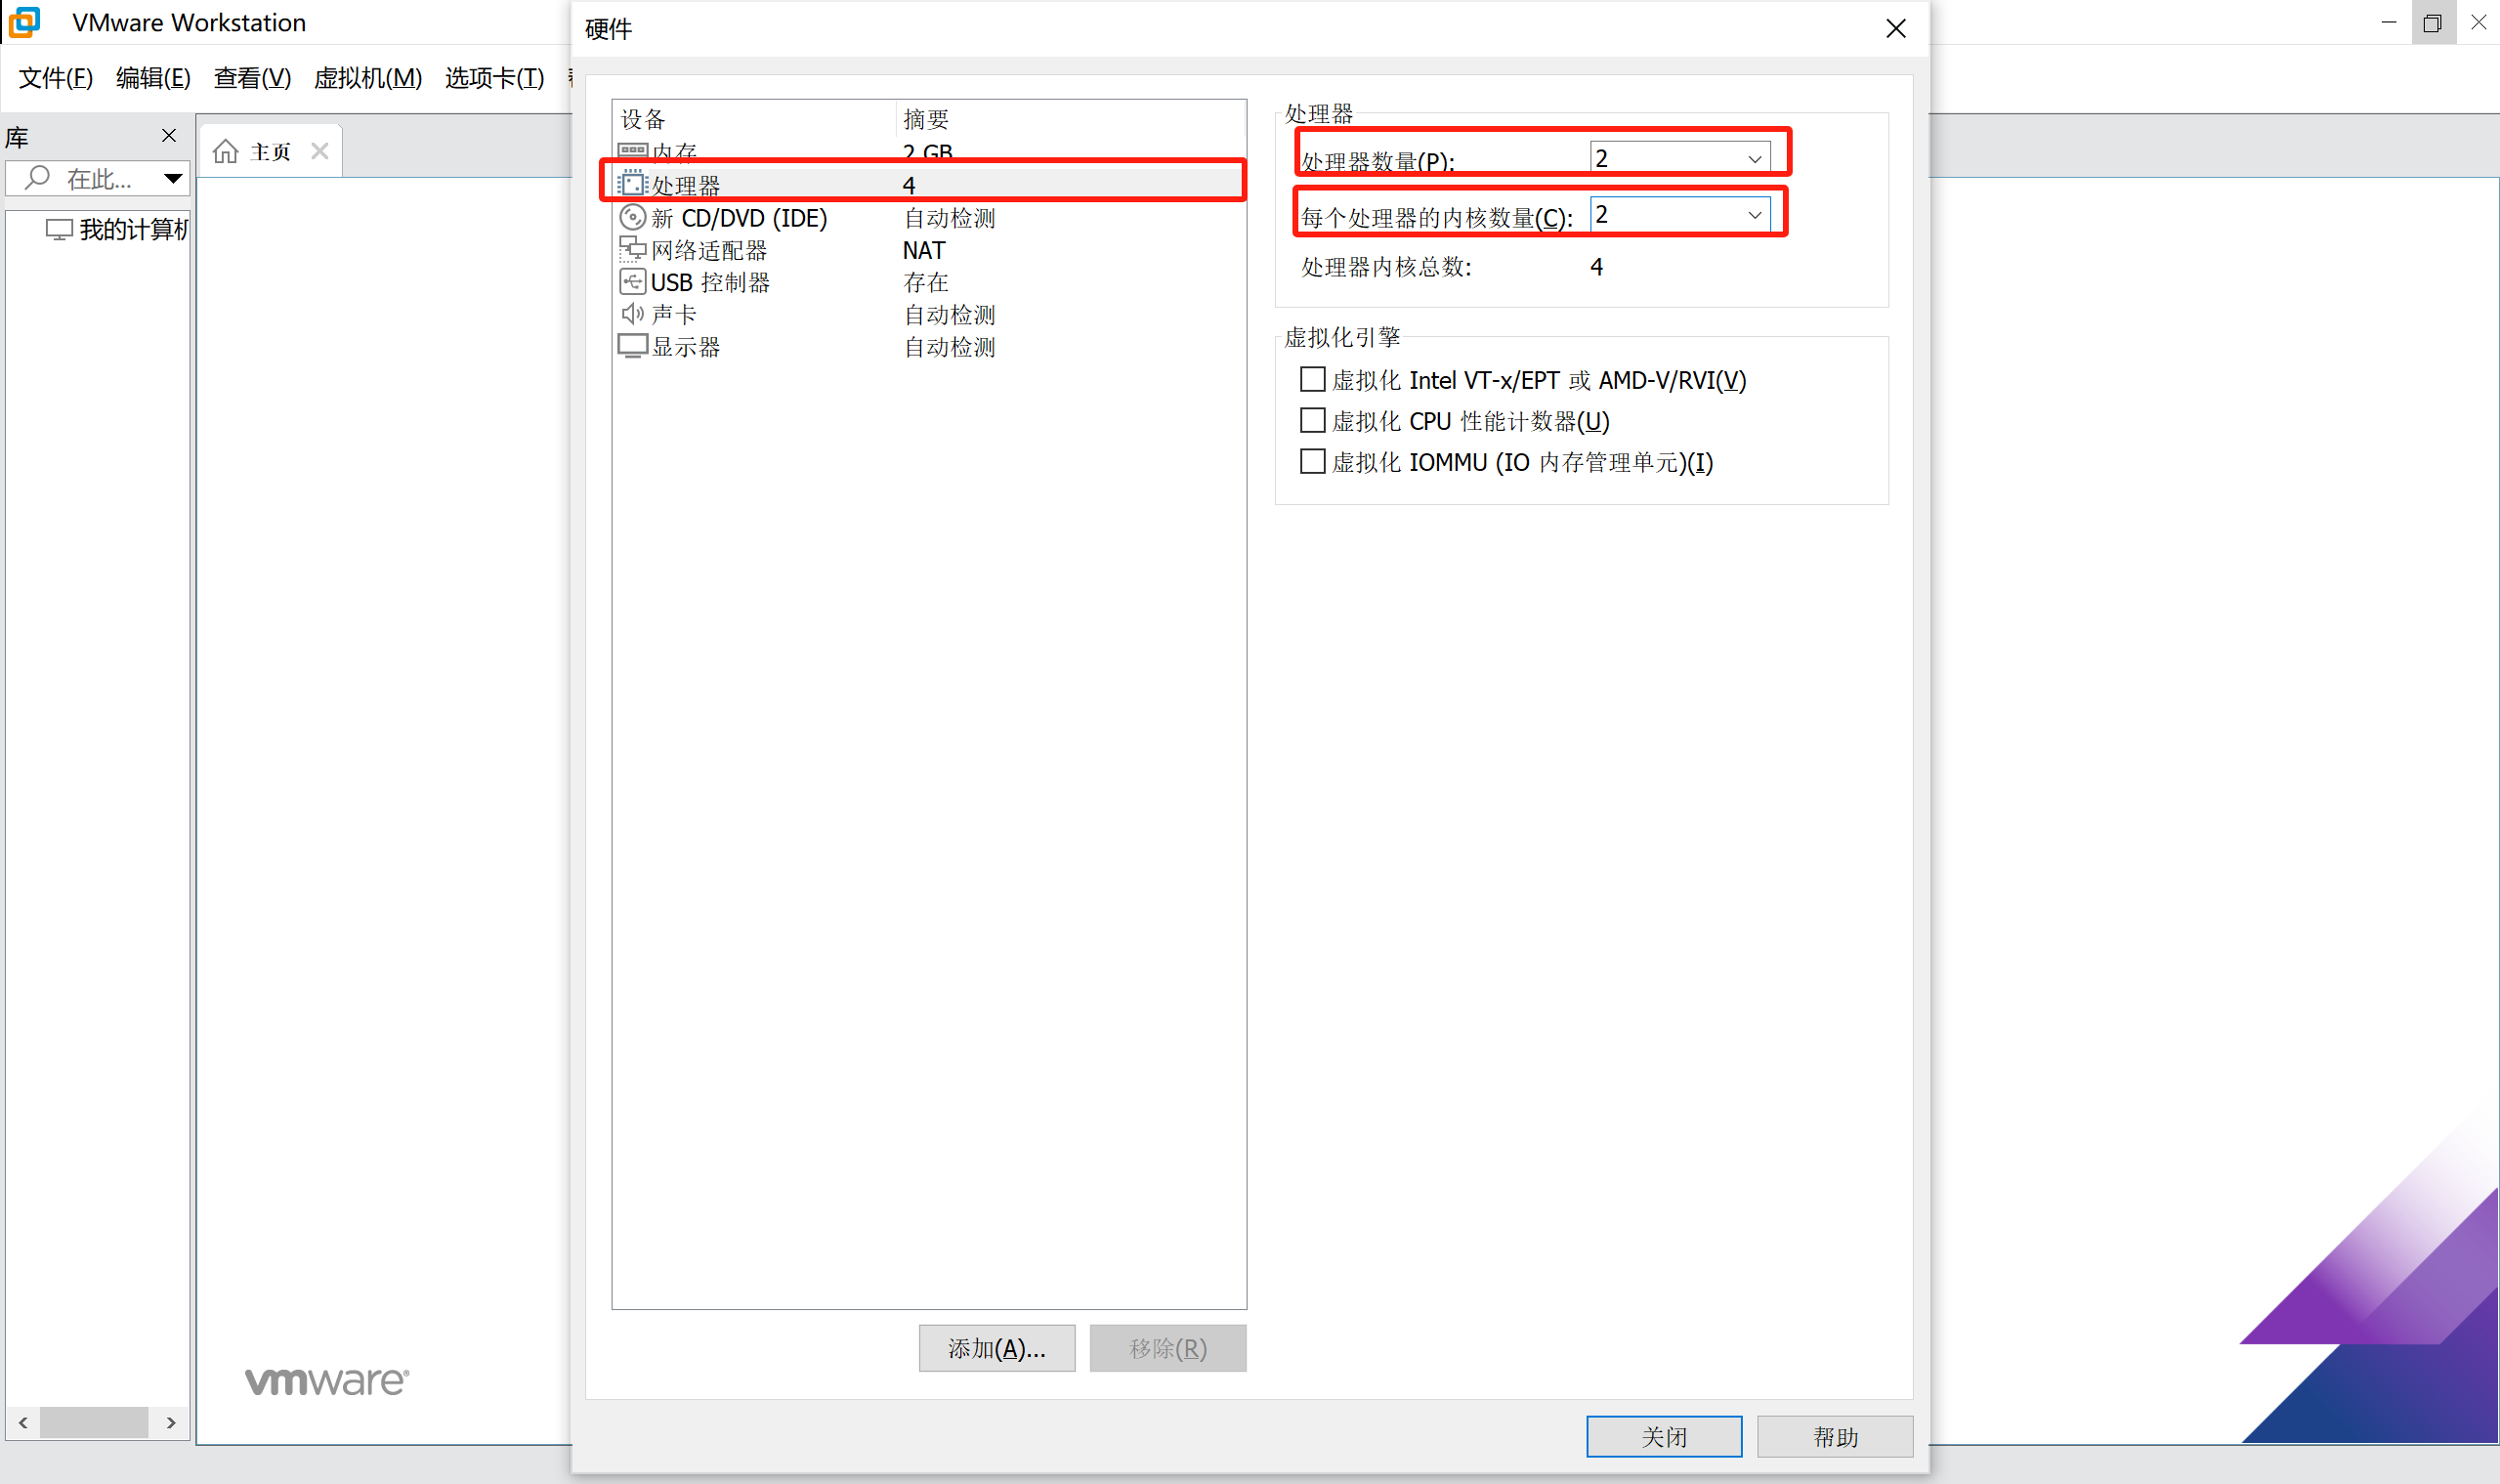 VMware Workstation
文件(F) 编辑(E) 查看(V) 虚拟机(M) 选项卡(T)
库
在此...
我的计算机
主页
vmware
硬件
设备 摘要
内存 2 GB
处理器 4
新 CD/DVD (IDE) 自动检测
网络适配器 NAT
USB 控制器 存在
声卡 自动检测
显示器 自动检测
添加(A)... 移除(R)
处理器
处理器数量(P): 2
每个处理器的内核数量(C): 2
处理器内核总数: 4
虚拟化引擎
虚拟化 Intel VT-x/EPT 或 AMD-V/RVI(V)
虚拟化 CPU 性能计数器(U)
虚拟化 IOMMU (IO 内存管理单元)(I)
关闭 帮助